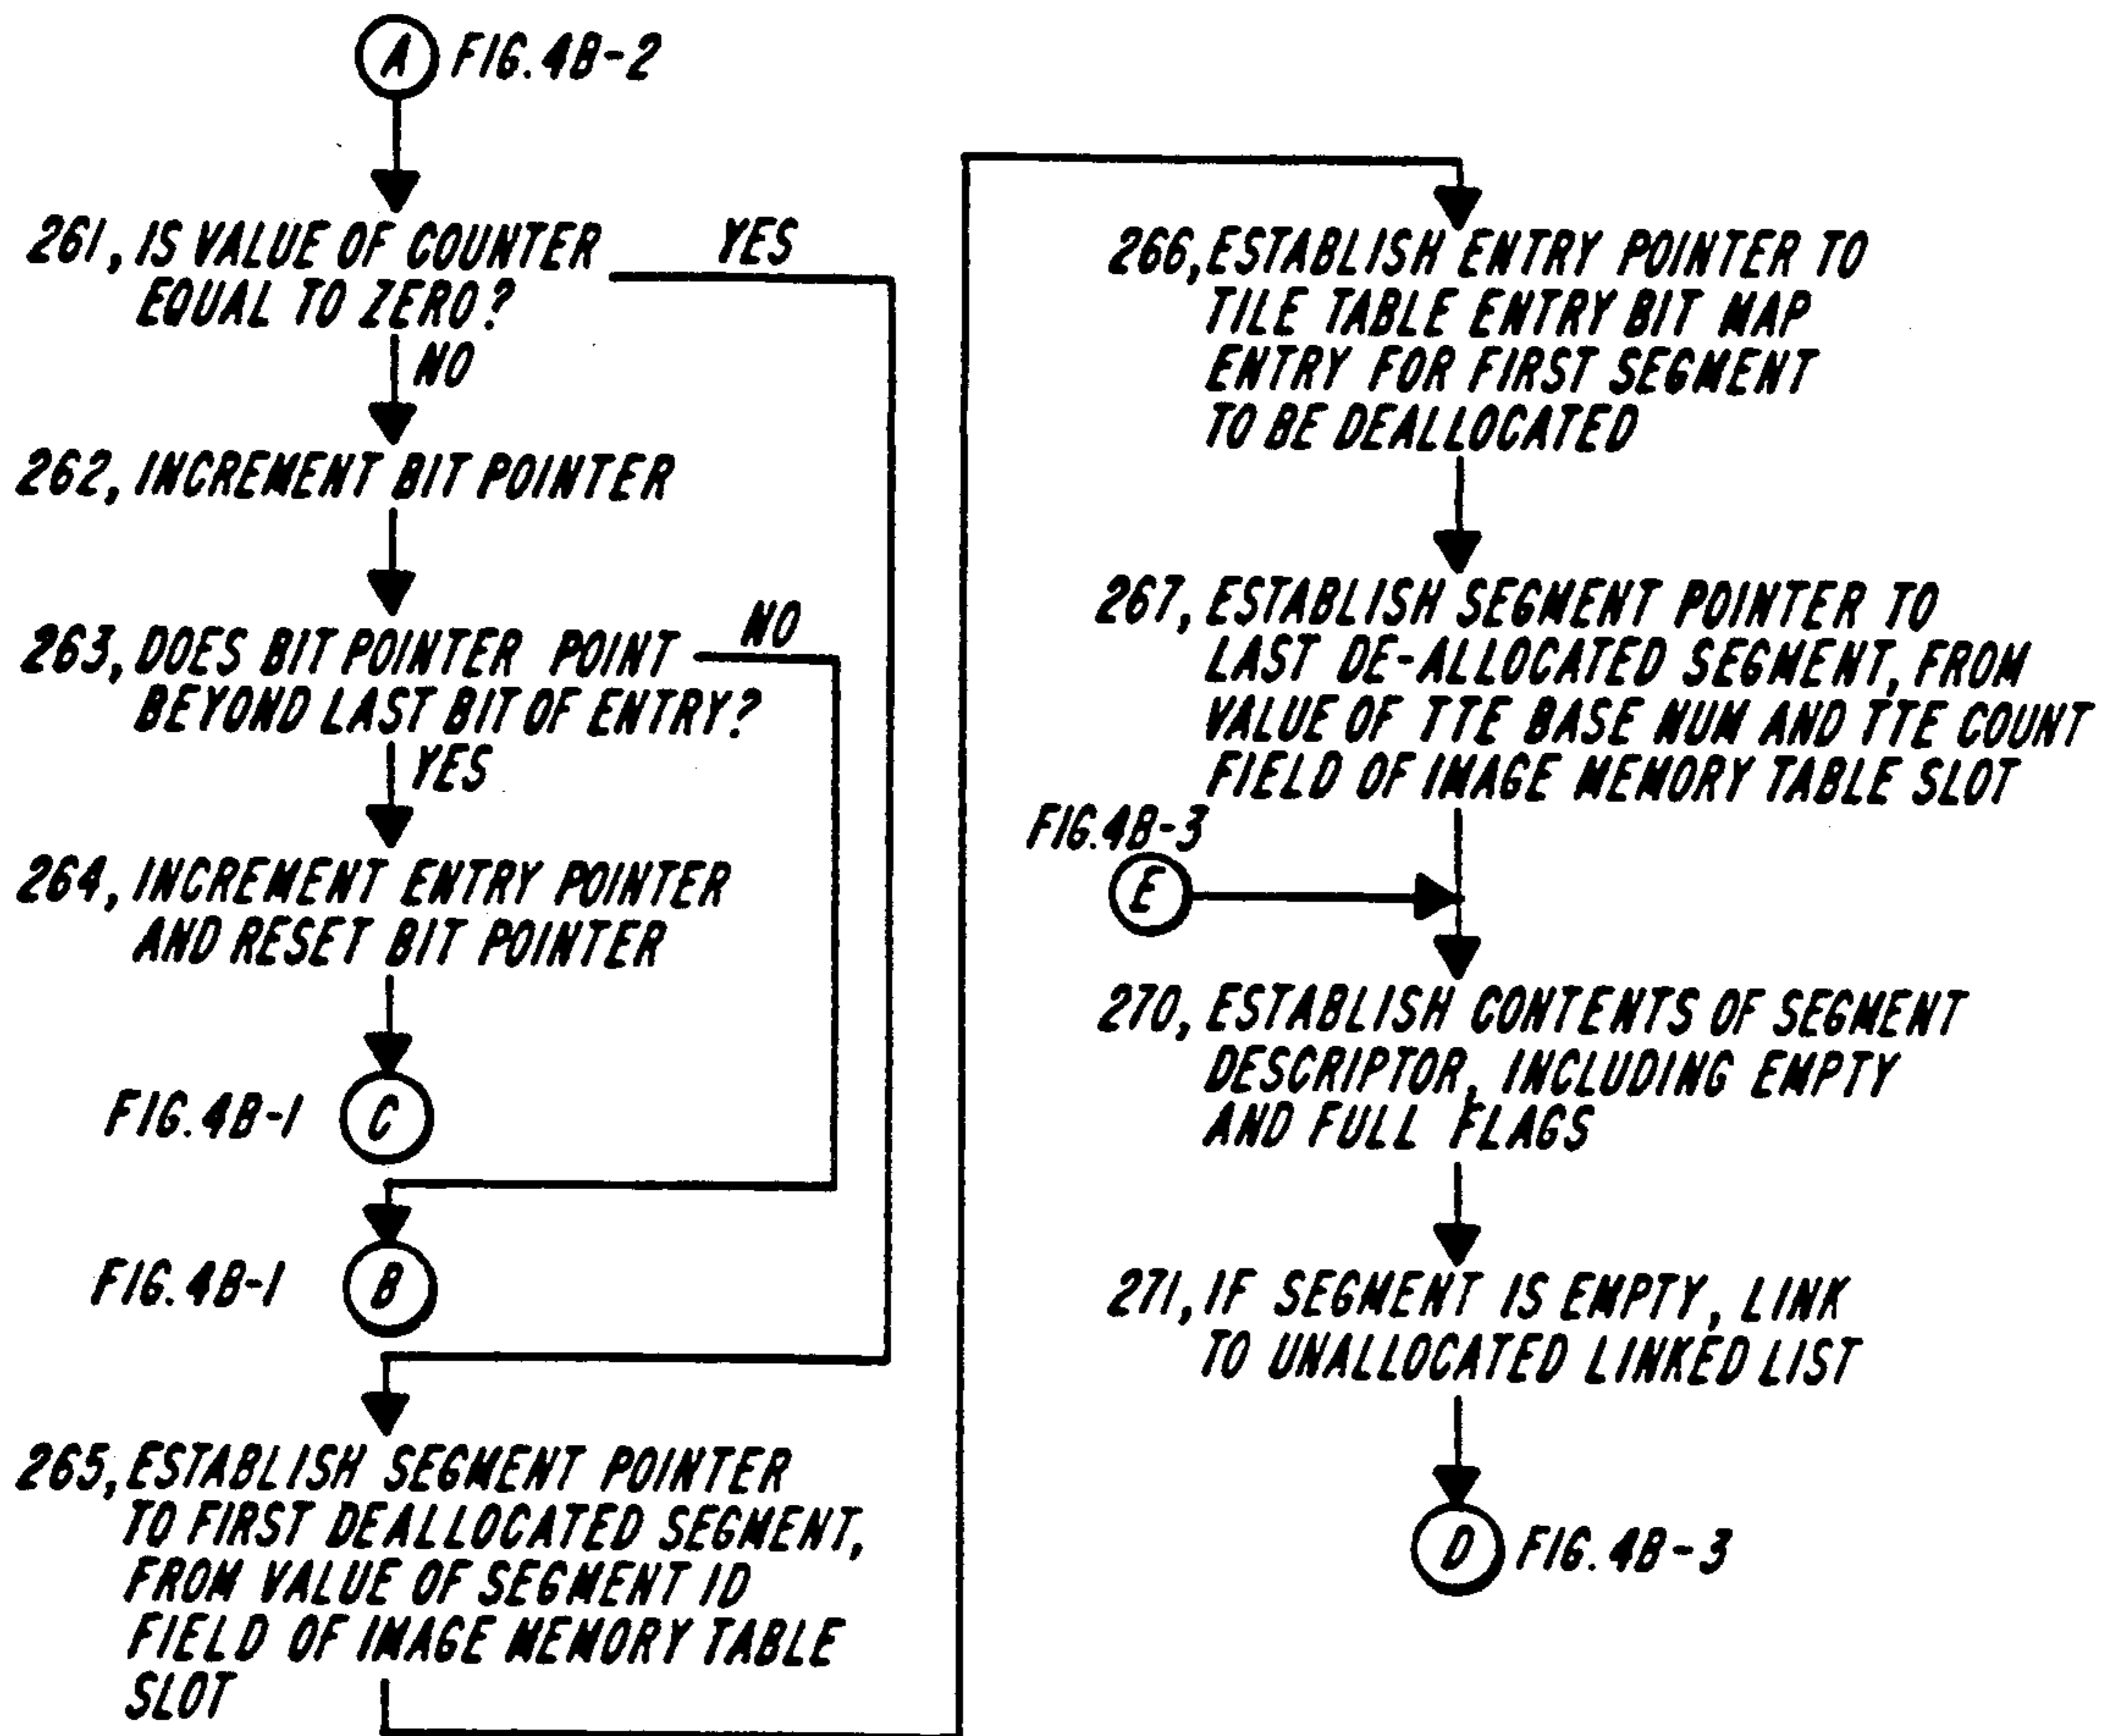 A FIG. 4B-2
261, IS VALUE OF COUNTER
EQUAL TO ZERO?
YES
NO
262, INCREMENT BIT POINTER
263, DOES BIT POINTER POINT
BEYOND LAST BIT OF ENTRY?
NO
YES
264, INCREMENT ENTRY POINTER
AND RESET BIT POINTER
FIG. 4B-1 C
FIG. 4B-1 B
265, ESTABLISH SEGMENT POINTER
TO FIRST DEALLOCATED SEGMENT,
FROM VALUE OF SEGMENT ID
FIELD OF IMAGE MEMORY TABLE
SLOT
266, ESTABLISH ENTRY POINTER TO
TILE TABLE ENTRY BIT MAP
ENTRY FOR FIRST SEGMENT
TO BE DEALLOCATED
267, ESTABLISH SEGMENT POINTER TO
LAST DE-ALLOCATED SEGMENT, FROM
VALUE OF TTE BASE NUM AND TTE COUNT
FIELD OF IMAGE MEMORY TABLE SLOT
FIG. 4B-3
E
270, ESTABLISH CONTENTS OF SEGMENT
DESCRIPTOR, INCLUDING EMPTY
AND FULL FLAGS
271, IF SEGMENT IS EMPTY, LINK
TO UNALLOCATED LINKED LIST
D FIG. 4B-3